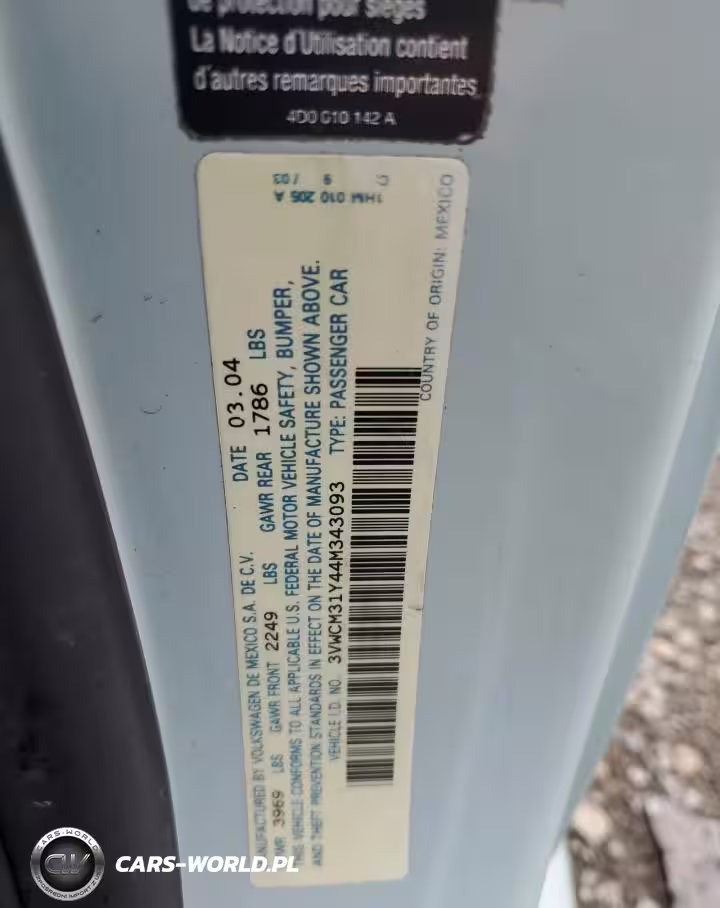 de protection pour sièges
La Notice d'Utilisation contient
d'autres remarques importantes.
4D0 010 142 A
1HM 010 205 A
C 9 / 03
MANUFACTURED BY VOLKSWAGEN DE MEXICO S.A. DE C.V. DATE 03.04
3969 LBS GAWR FRONT 2249 LBS GAWR REAR 1786 LBS
THIS VEHICLE CONFORMS TO ALL APPLICABLE U.S. FEDERAL MOTOR VEHICLE SAFETY, BUMPER,
AND THEFT PREVENTION STANDARDS IN EFFECT ON THE DATE OF MANUFACTURE SHOWN ABOVE.
VEHICLE I.D. NO. 3VWCM31Y44M343093 TYPE: PASSENGER CAR
COUNTRY OF ORIGIN: MEXICO
CARS-WORLD
CW
CARS-WORLD.PL